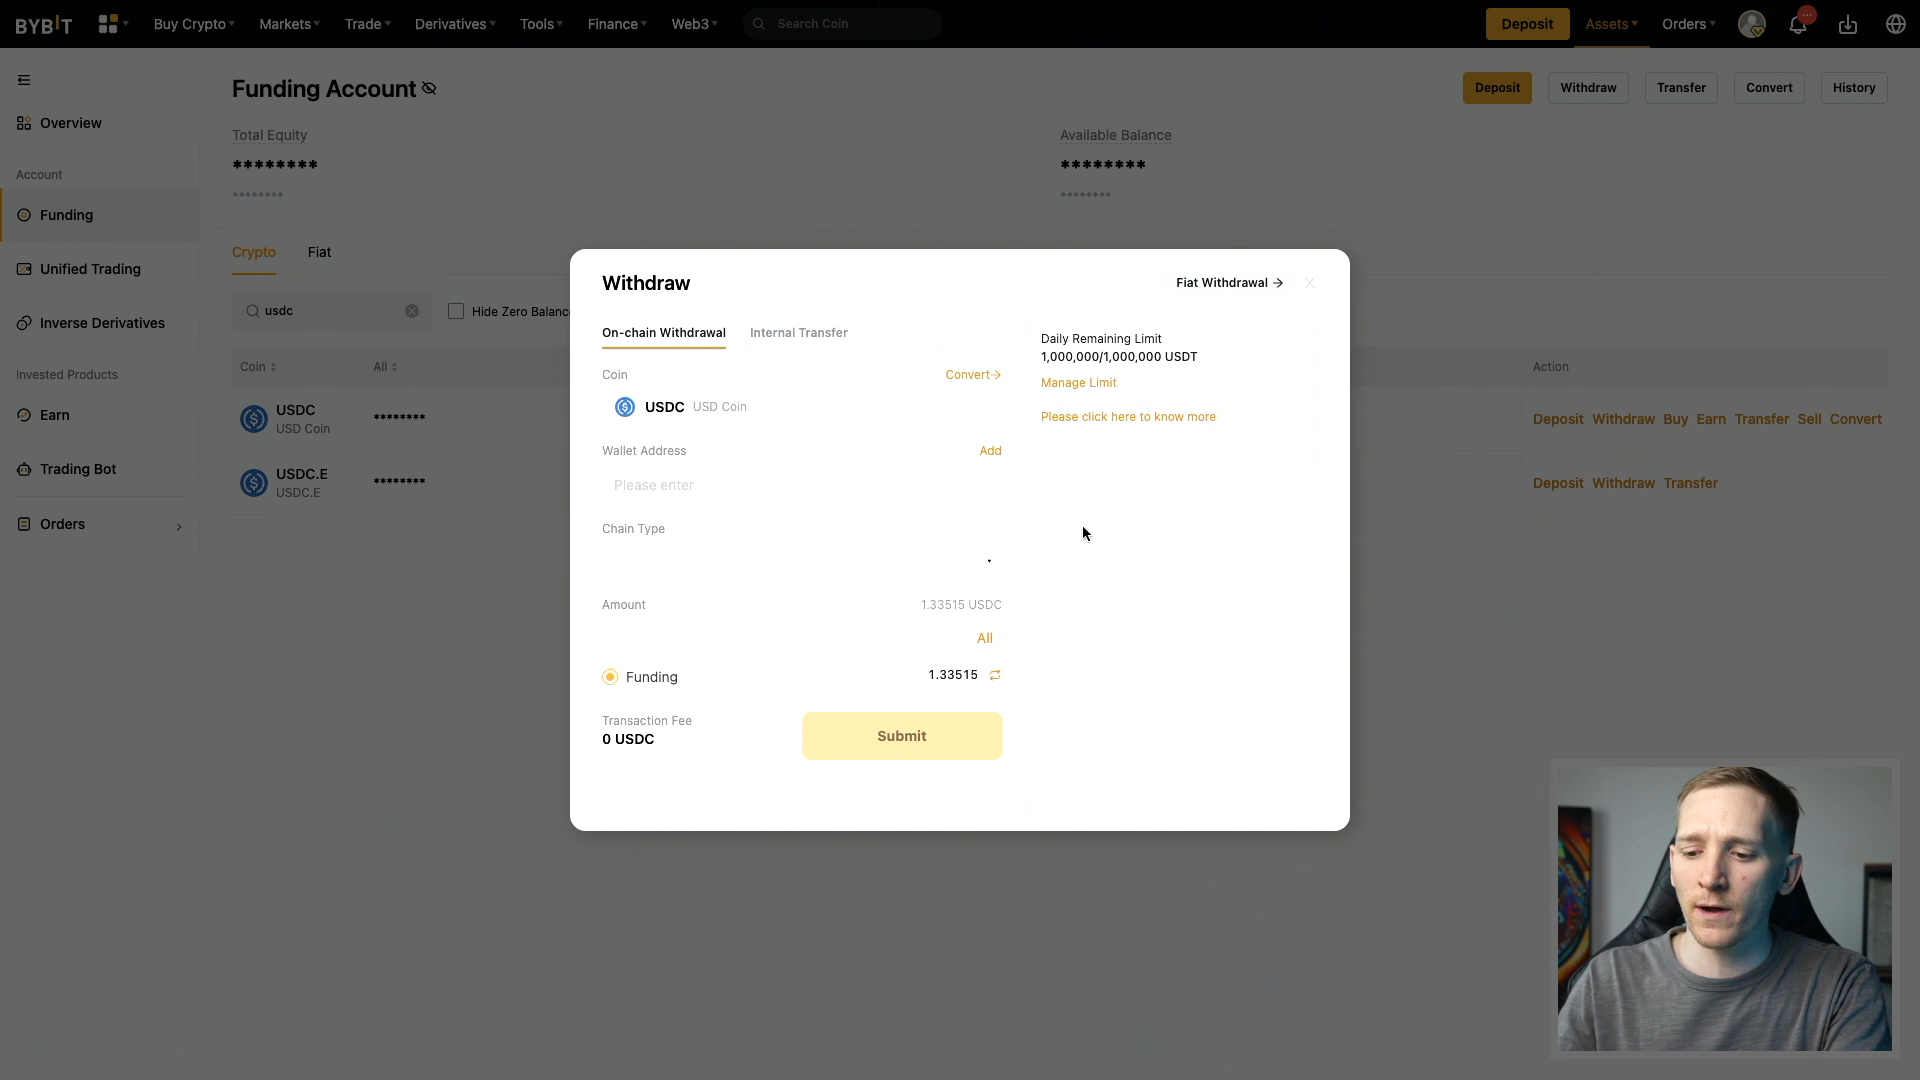 BYBIT Buy Crypto Markets Trade Derivatives Tools Finance Web3 Search Coin Deposit Assets Orders
Funding Account
Deposit Withdraw Transfer Convert History
Overview
Total Equity Available Balance
******** ********
******** ********
Account
Funding
Crypto Fiat
Unified Trading
usdc Hide Zero Balanc
Inverse Derivatives
Coin All Action
Invested Products
USDC ******** Deposit Withdraw Buy Earn Transfer Sell Convert
USD Coin
Earn
USDC.E ******** Deposit Withdraw Transfer
USDC.E
Trading Bot
Orders
Withdraw Fiat Withdrawal →
On-chain Withdrawal Internal Transfer
Coin Convert→
USDC USD Coin
Wallet Address Add
Please enter
Chain Type
Amount 1.33515 USDC
All
Funding 1.33515
Transaction Fee
0 USDC
Submit
Daily Remaining Limit
1,000,000/1,000,000 USDT
Manage Limit
Please click here to know more